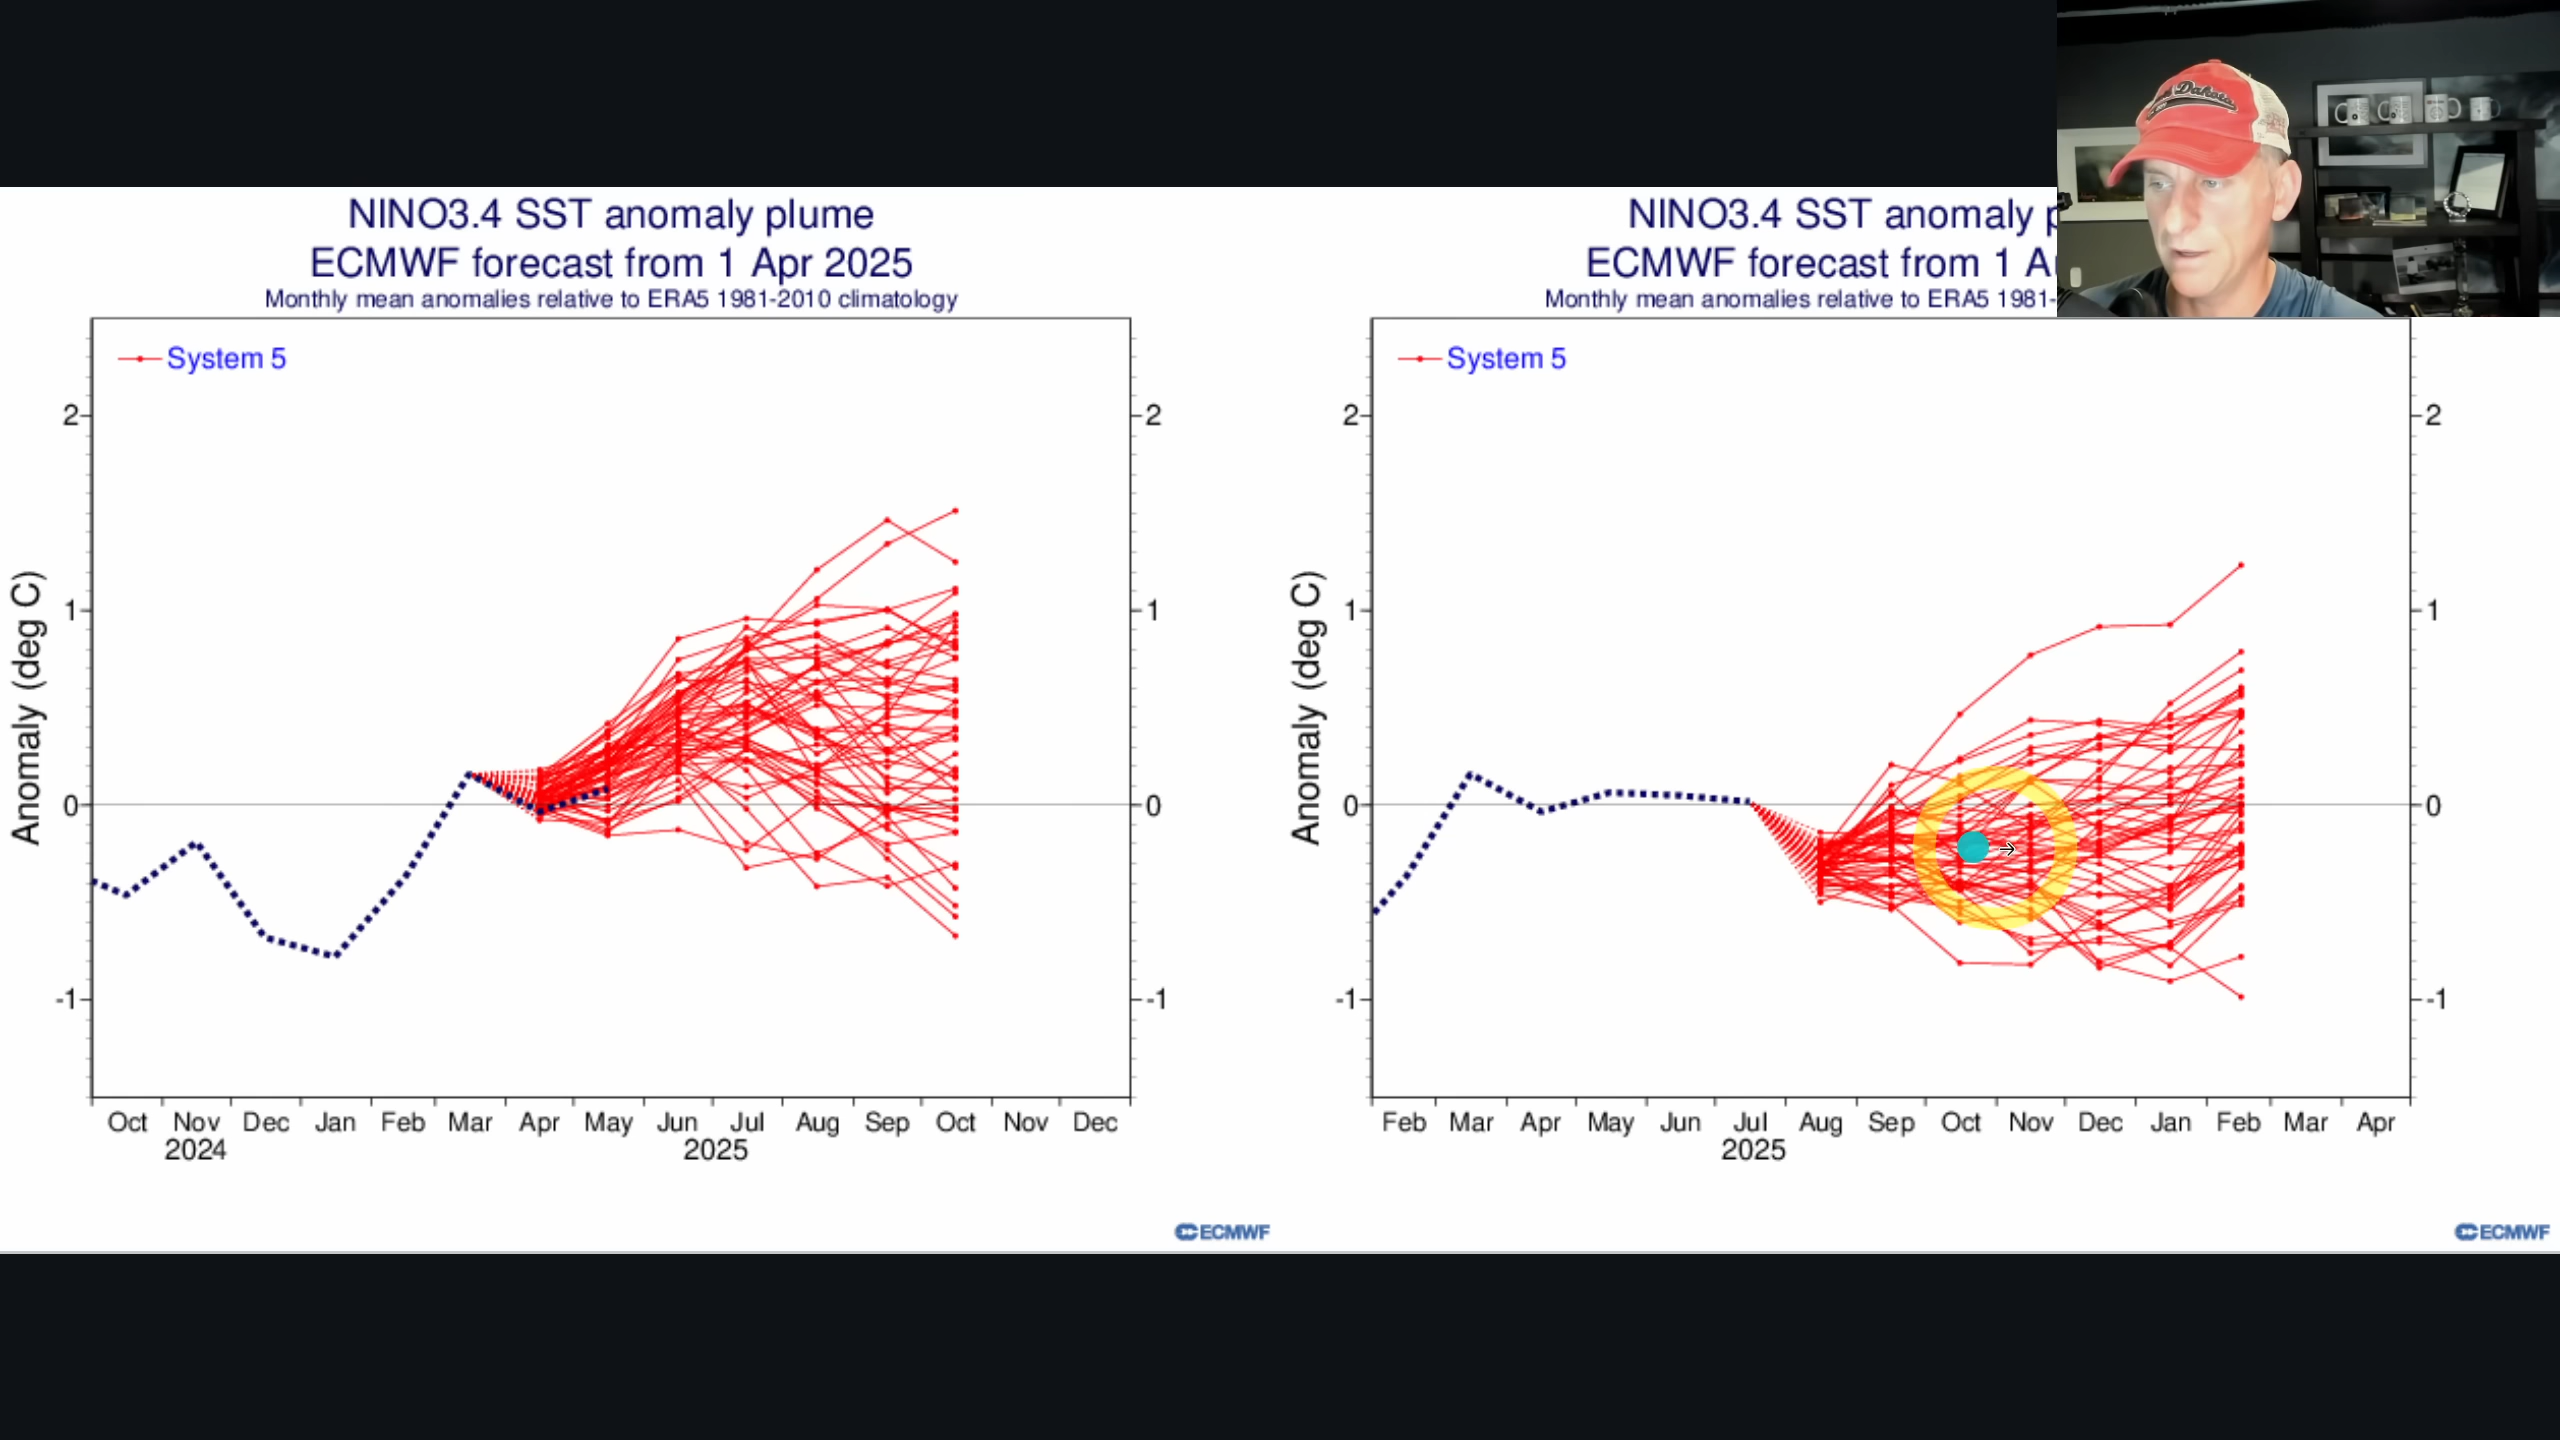 NINO3.4 SST anomaly plume
ECMWF forecast from 1 Apr 2025
Monthly mean anomalies relative to ERA5 1981-2010 climatology
System 5
2
1
0
-1
2
1
0
-1
Anomaly (deg C)
Oct Nov Dec Jan Feb Mar Apr May Jun Jul Aug Sep Oct Nov Dec
2024 2025
ECMWF
NINO3.4 SST anomaly
ECMWF forecast from 1
Monthly mean anomalies relative to ERA5 1981-
System 5
2
1
0
-1
2
1
0
-1
Anomaly (deg C)
Feb Mar Apr May Jun Jul Aug Sep Oct Nov Dec Jan Feb Mar Apr
2025
ECMWF
Dakota